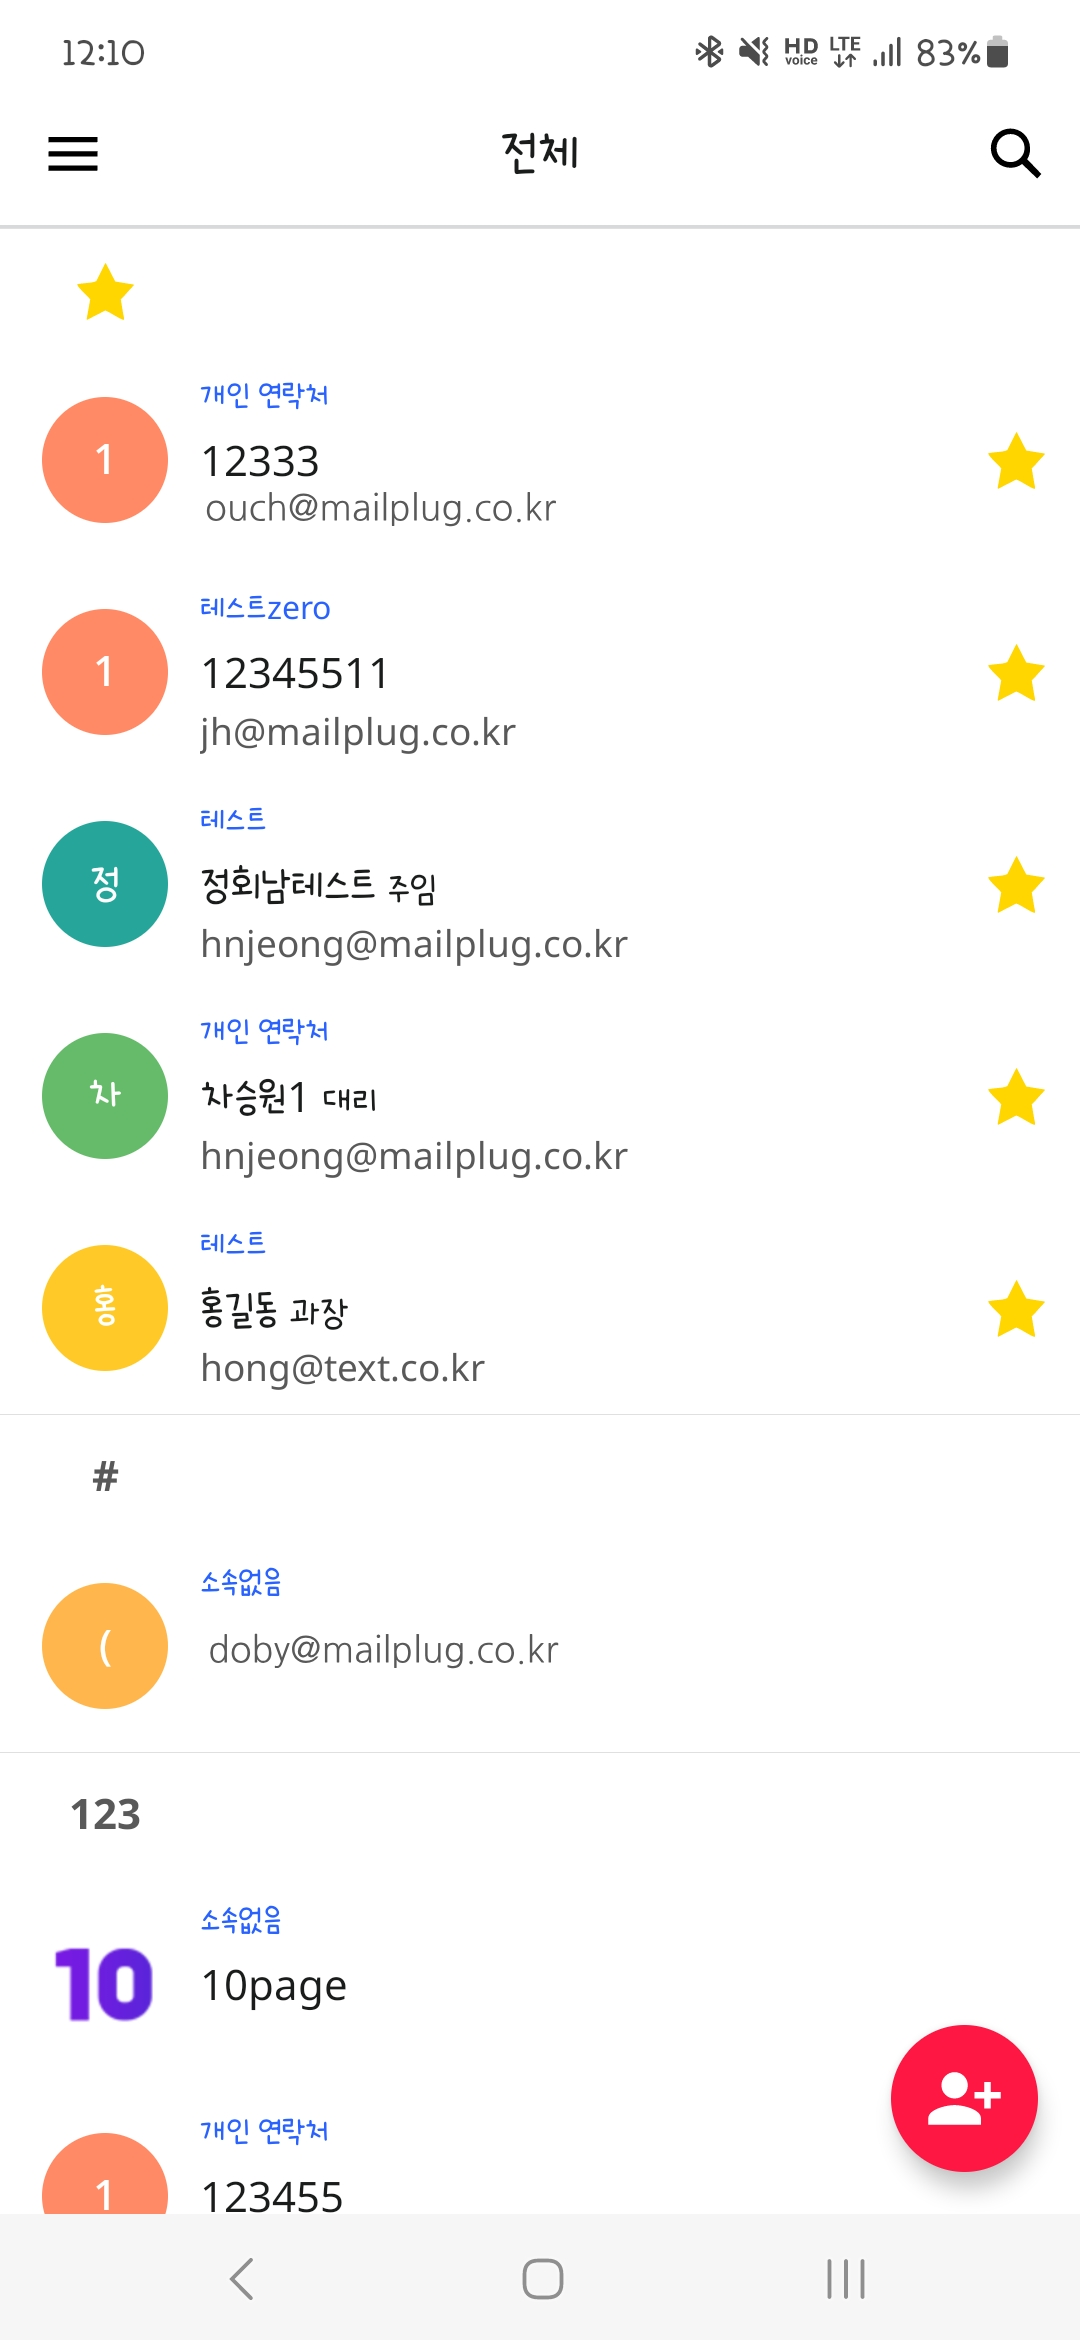 12:10 HD voice LTE 83%
전체
개인 연락처
1
12333
ouch@mailplug.co.kr
테스트zero
1
12345511
jh@mailplug.co.kr
테스트
정
정회남테스트 주임
hnjeong@mailplug.co.kr
개인 연락처
차
차승원1 대리
hnjeong@mailplug.co.kr
테스트
홍
홍길동 과장
hong@text.co.kr
#
소속없음
(
doby@mailplug.co.kr
123
소속없음
10
10page
개인 연락처
1
123455